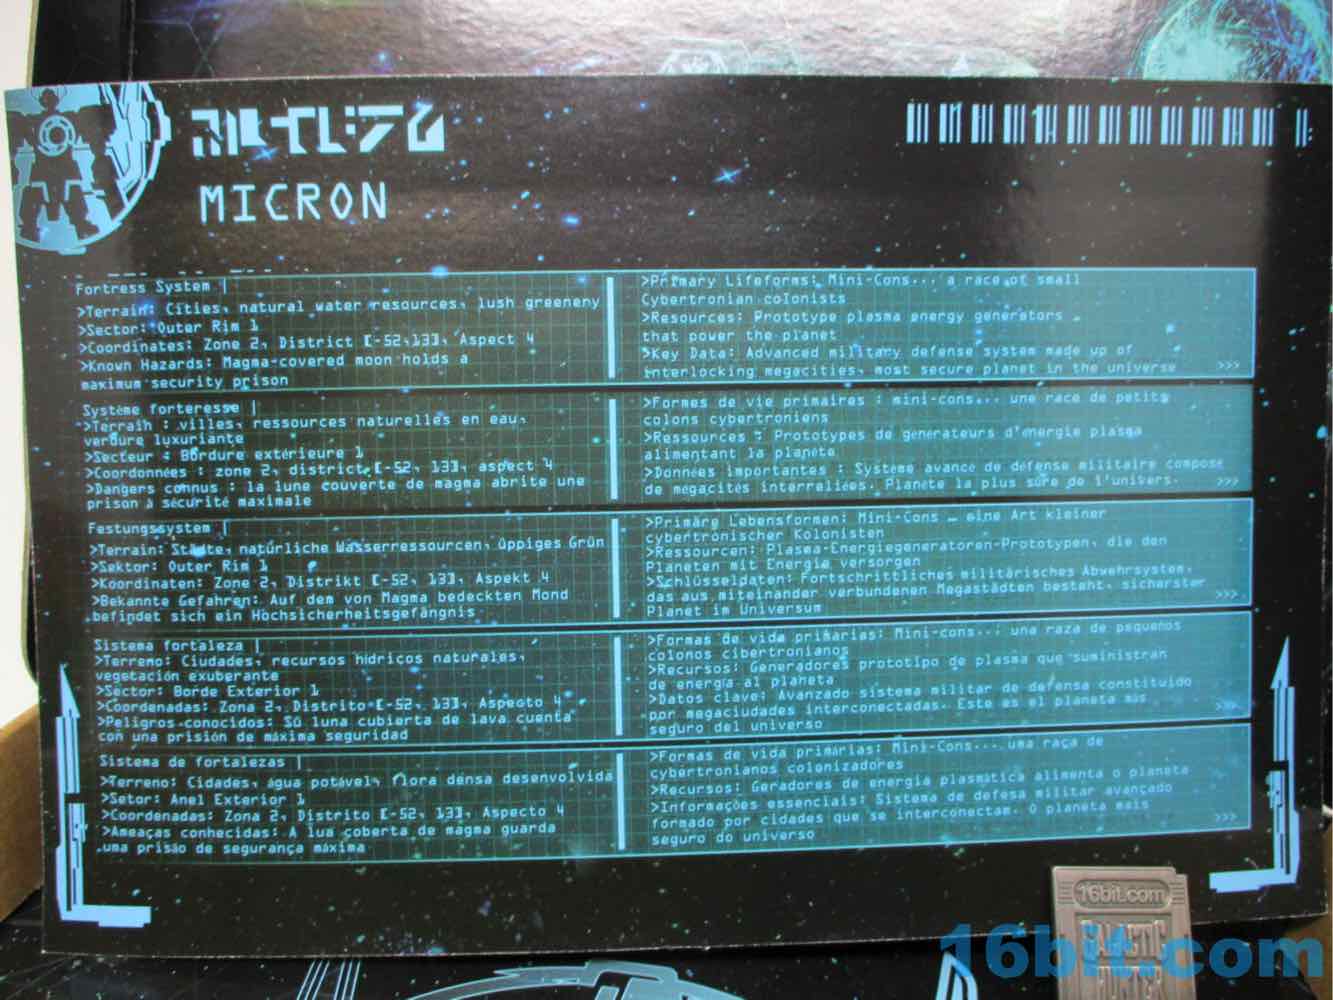 MICRON
Fortress System |
>Terrain: Cities, natural water resources, lush greeneny
>Sector: Outer Rim 1
>Coordinates: Zone 2, District [-52,13], Aspect 4
>Known Hazards: Magma-covered moon holds a
maximum security prison
>Primary Lifeforms: Mini-Cons... a race of small
Cybertronian colonists
>Resources: Prototype plasma energy generators
that power the planet
>Key Data: Advanced military defense system made up of
interlocking megacities, most secure planet in the universe
>>>
Système forteresse |
>Terrain : villes, ressources naturelles en eau,
verdure luxuriante
>Secteur : Bordure extérieure 1
>Coordonnées : zone 2, district [-52, 13], aspect 4
>Dangers connus : la lune couverte de magma abrite une
prison à sécurité maximale
>Formes de vie primaires : mini-cons... une race de petits
colons cybertroniens
>Ressources : Prototypes de générateurs d'énergie plasma
alimentant la planète
>Données importantes : Système avancé de défense militaire composé
de mégacités interreliées. Planète la plus sûre de l'univers.
>>>
Festungssystem |
>Terrain: Städte, natürliche Wasserressourcen, üppiges Grün
>Sektor: Outer Rim 1
>Koordinaten: Zone 2, Distrikt [-52, 13], Aspekt 4
>Bekannte Gefahren: Auf dem von Magma bedeckten Mond
befindet sich ein Hochsicherheitsgefängnis
>Primäre Lebensformen: Mini-Cons – eine Art kleiner
cybertronischer Kolonisten
>Ressourcen: Plasma-Energiegeneratoren-Prototypen, die den
Planeten mit Energie versorgen
>Schlüsseldaten: Fortschrittliches militärisches Abwehrsystem,
das aus miteinander verbundenen Megastädten besteht, sicherster
Planet im Universum
>>>
Sistema fortaleza |
>Terreno: Ciudades, recursos hídricos naturales,
vegetación exuberante
>Sector: Borde Exterior 1
>Coordenadas: Zona 2, Distrito [-52, 13], Aspecto 4
>Peligros conocidos: Su luna cubierta de lava cuenta
con una prisión de máxima seguridad
>Formas de vida primarias: Mini-cons... una raza de pequeños
colonos cibertronianos
>Recursos: Generadores prototipo de plasma que suministran
de energía al planeta
>Datos clave: Avanzado sistema militar de defensa constituido
por megaciudades interconectadas. Este es el planeta más
seguro del universo
>>>
Sistema de fortalezas |
>Terreno: Cidades, água potável, flora densa desenvolvida
>Setor: Anel Exterior 1
>Coordenadas: Zona 2, Distrito [-52, 13], Aspecto 4
>Ameaças conhecidas: A lua coberta de magma guarda
uma prisão de segurança máxima
>Formas de vida primárias: Mini-Cons... uma raça de
cybertronianos colonizadores
>Recursos: Geradores de energia plasmática alimenta o planeta
>Informações essenciais: Sistema de defesa militar avançado
formado por cidades que se interconectam. O planeta mais
seguro do universo
>>>
16bit.com
16bit.com